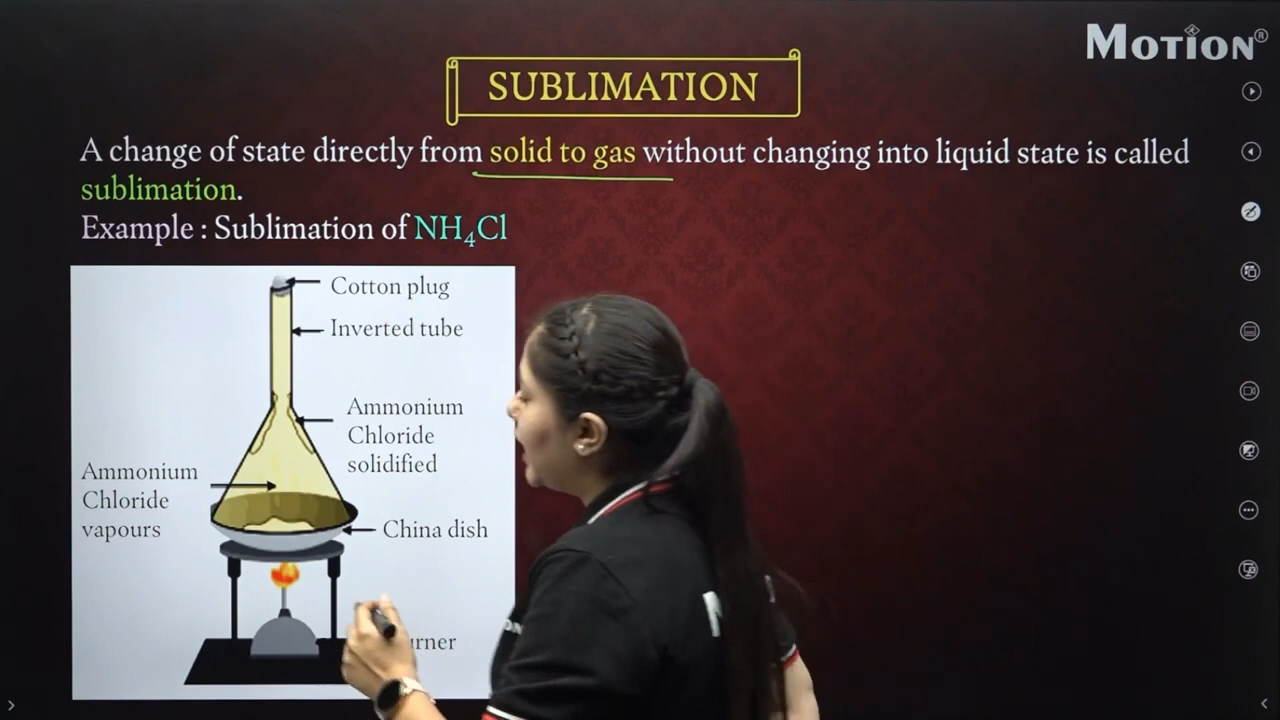 MOTION®
SUBLIMATION
A change of state directly from solid to gas without changing into liquid state is called
sublimation.
Example : Sublimation of NH₄Cl
Cotton plug
Inverted tube
Ammonium
Chloride
solidified
Ammonium
Chloride
vapours
China dish